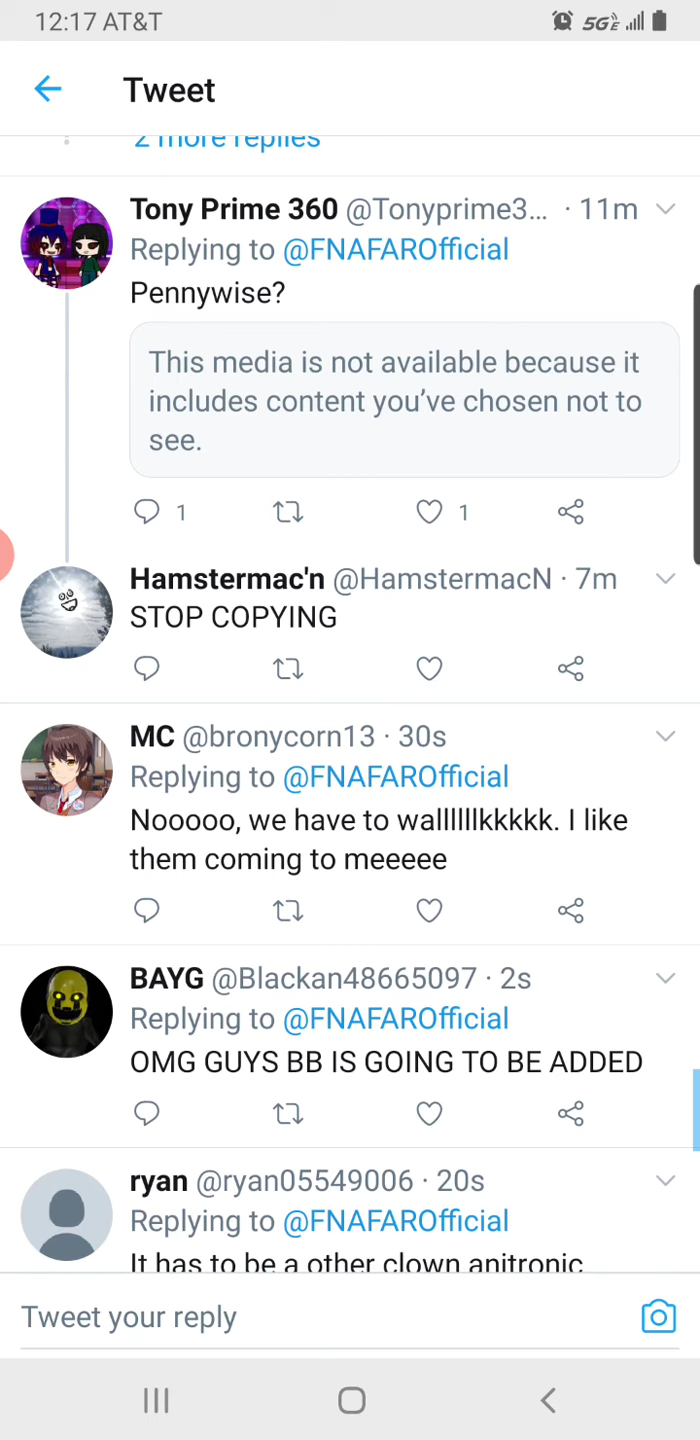 12:17 AT&T 5GE
Tweet
2 more replies
Tony Prime 360 @Tonyprime3... · 11m
Replying to @FNAFAROfficial
Pennywise?
This media is not available because it
includes content you've chosen not to
see.
1 1
Hamstermac'n @HamstermacN · 7m
STOP COPYING
MC @bronycorn13 · 30s
Replying to @FNAFAROfficial
Nooooo, we have to wallllllkkkkk. I like
them coming to meeeee
BAYG @Blackan48665097 · 2s
Replying to @FNAFAROfficial
OMG GUYS BB IS GOING TO BE ADDED
ryan @ryan05549006 · 20s
Replying to @FNAFAROfficial
It has to be a other clown anitronic
Tweet your reply